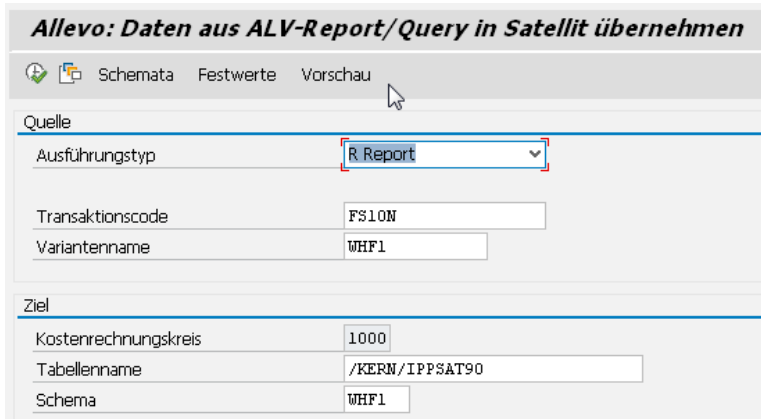 Allevo: Daten aus ALV-Report/Query in Satellit übernehmen
Schemata Festwerte Vorschau
Quelle
Ausführungstyp R Report
Transaktionscode FS10N
Variantenname WHF1
Ziel
Kostenrechnungskreis 1000
Tabellenname /KERN/IPPSAT90
Schema WHF1